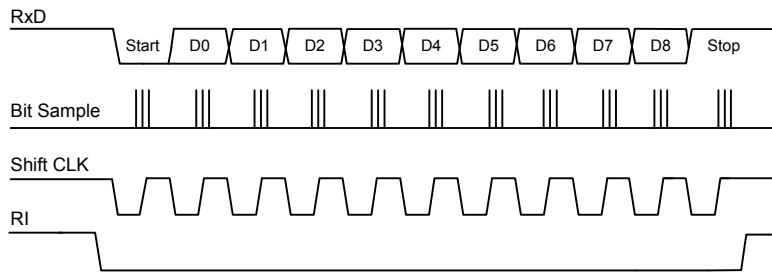 RxD
Start D0 D1 D2 D3 D4 D5 D6 D7 D8 Stop
Bit Sample
Shift CLK
RI